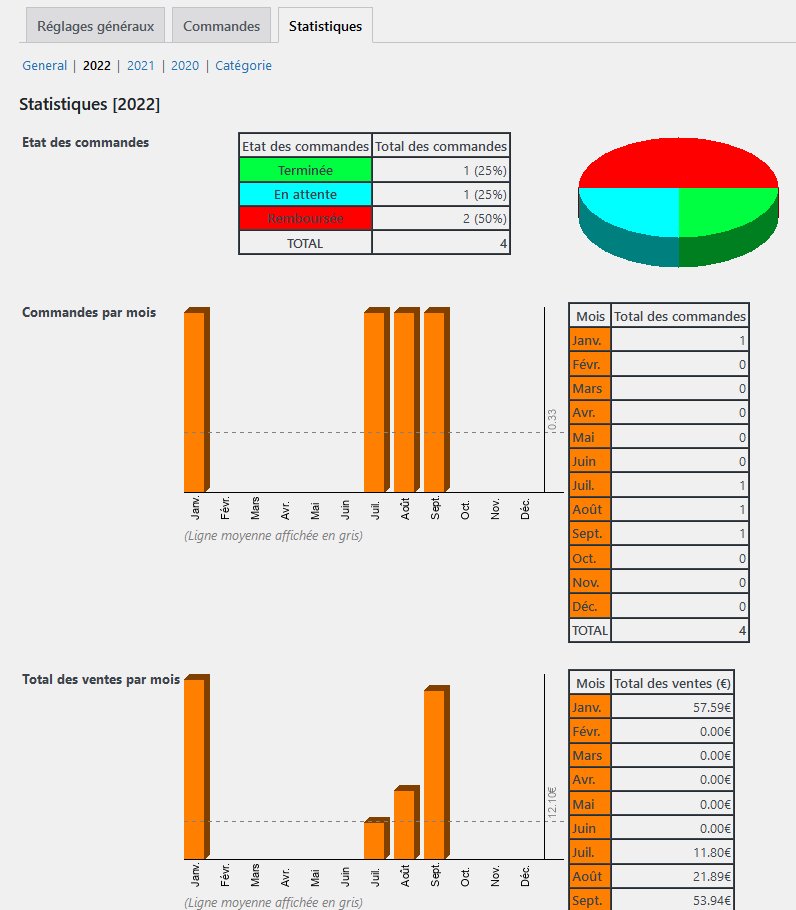 Réglages généraux Commandes Statistiques
General | 2022 | 2021 | 2020 | Catégorie
Statistiques [2022]
Etat des commandes
Etat des commandes Total des commandes
Terminée 1 (25%)
En attente 1 (25%)
Remboursée 2 (50%)
TOTAL 4
Commandes par mois
0.33
Janv. Févr. Mars Avr. Mai Juin Juil. Août Sept. Oct. Nov. Déc.
(Ligne moyenne affichée en gris)
Mois Total des commandes
Janv. 1
Févr. 0
Mars 0
Avr. 0
Mai 0
Juin 0
Juil. 1
Août 1
Sept. 1
Oct. 0
Nov. 0
Déc. 0
TOTAL 4
Total des ventes par mois
12.10€
Janv. Févr. Mars Avr. Mai Juin Juil. Août Sept. Oct. Nov. Déc.
(Ligne moyenne affichée en gris)
Mois Total des ventes (€)
Janv. 57.59€
Févr. 0.00€
Mars 0.00€
Avr. 0.00€
Mai 0.00€
Juin 0.00€
Juil. 11.80€
Août 21.89€
Sept. 53.94€